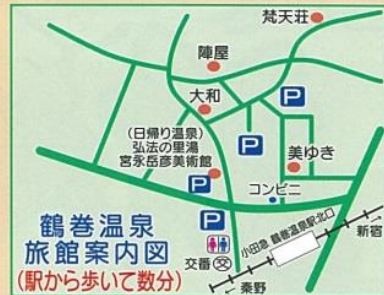 梵天荘
陣屋
大和
P
(日帰り温泉)
弘法の里湯
宮永岳彦美術館
P
美ゆき
P
コンビニ
P
鶴巻温泉
旅館案内図
(駅から歩いて数分)
交番
交
小田急 鶴巻温泉駅北口
新宿
秦野